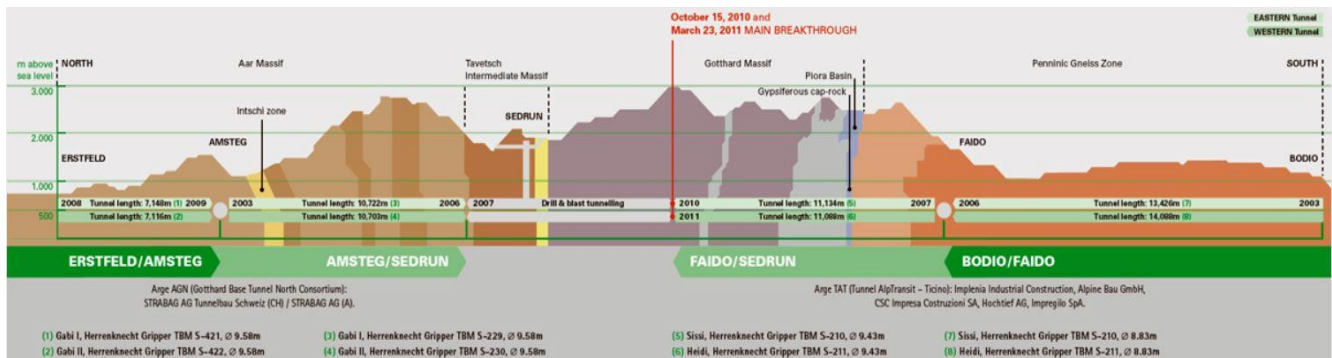 October 15, 2010 and
March 23, 2011 MAIN BREAKTHROUGH
EASTERN Tunnel
WESTERN Tunnel
m above
sea level
NORTH
Aar Massif
Tavetsch
Intermediate Massif
Gotthard Massif
Piora Basin
Gypsiferous cap-rock
Penninic Gneiss Zone
SOUTH
3.000
Intschi zone
SEDRUN
2.000
AMSTEG
FAIDO
ERSTFELD
BODIO
1.000
2008 Tunnel length: 7,148m (1) 2009
2003 Tunnel length: 10,722m (3) 2006
2007 Drill & blast tunnelling
2010 Tunnel length: 11,134m (5) 2007
2006 Tunnel length: 13,426m (7) 2003
500
Tunnel length: 7,116m (2)
Tunnel length: 10,703m (4)
2011 Tunnel length: 11,088m (6)
Tunnel length: 14,088m (8)
ERSTFELD/AMSTEG
AMSTEG/SEDRUN
FAIDO/SEDRUN
BODIO/FAIDO
Arge AGN (Gotthard Base Tunnel North Consortium):
STRABAG AG Tunnelbau Schweiz (CH) / STRABAG AG (A).
Arge TAT (Tunnel AlpTransit – Ticino): Implenia Industrial Construction, Alpine Bau GmbH,
CSC Impresa Costruzioni SA, Hochtief AG, Impregilo SpA.
(1) Gabi I, Herrenknecht Gripper TBM S-421, ∅ 9.58m
(2) Gabi II, Herrenknecht Gripper TBM S-422, ∅ 9.58m
(3) Gabi I, Herrenknecht Gripper TBM S-229, ∅ 9.58m
(4) Gabi II, Herrenknecht Gripper TBM S-230, ∅ 9.58m
(5) Sissi, Herrenknecht Gripper TBM S-210, ∅ 9.43m
(6) Heidi, Herrenknecht Gripper TBM S-211, ∅ 9.43m
(7) Sissi, Herrenknecht Gripper TBM S-210, ∅ 8.83m
(8) Heidi, Herrenknecht Gripper TBM S-211, ∅ 8.83m